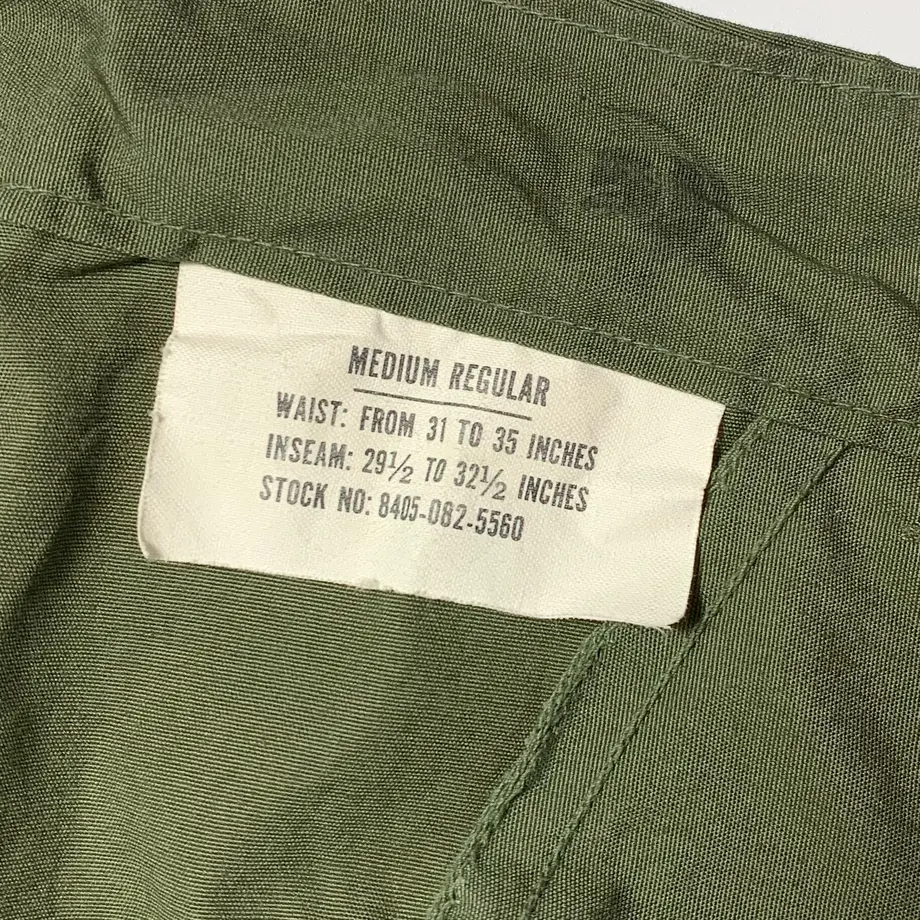 MEDIUM REGULAR
WAIST: FROM 31 TO 35 INCHES
INSEAM: 29½ TO 32½ INCHES
STOCK NO: 8405-082-5560